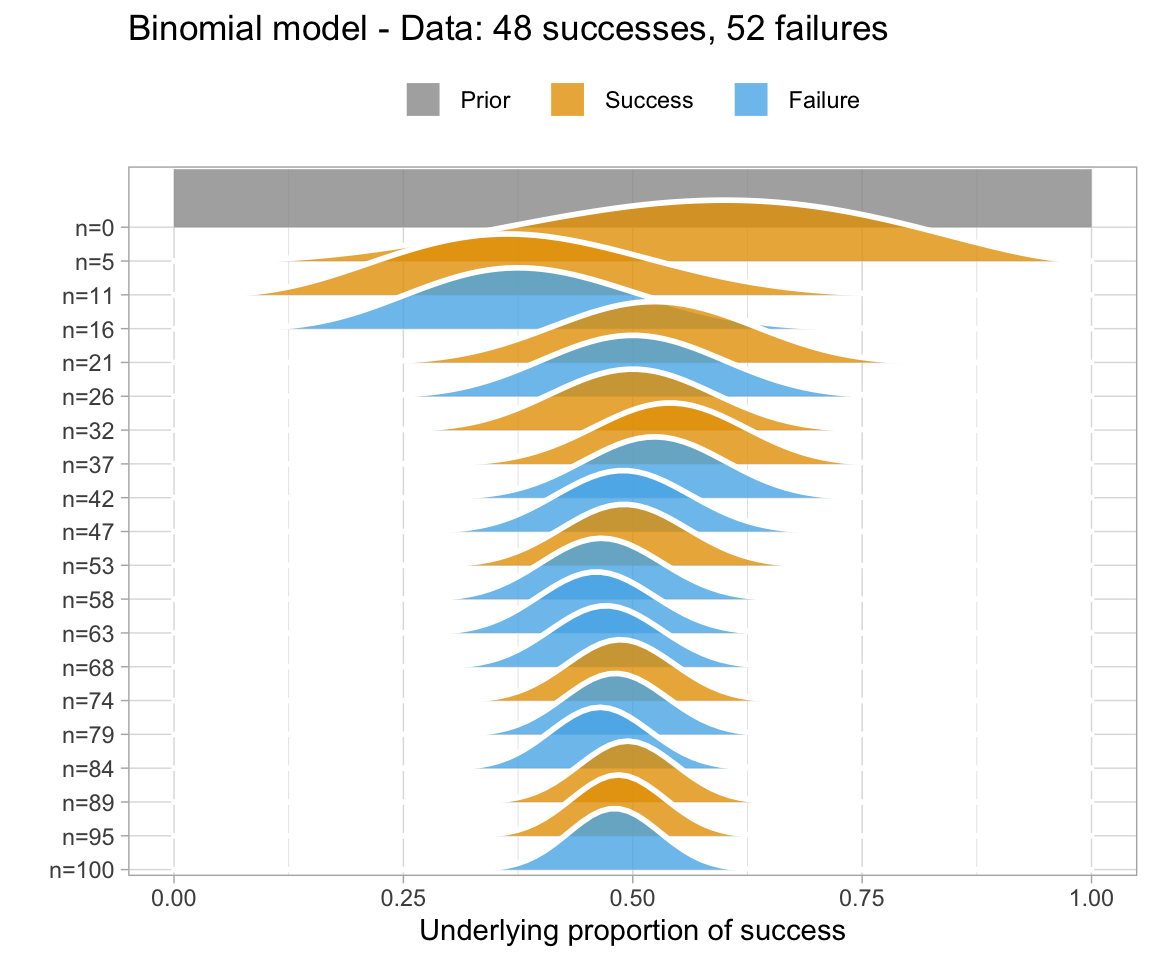 Binomial model - Data: 48 successes, 52 failures
Prior Success Failure
n=0
n=5
n=11
n=16
n=21
n=26
n=32
n=37
n=42
n=47
n=53
n=58
n=63
n=68
n=74
n=79
n=84
n=89
n=95
n=100
0.00 0.25 0.50 0.75 1.00
Underlying proportion of success